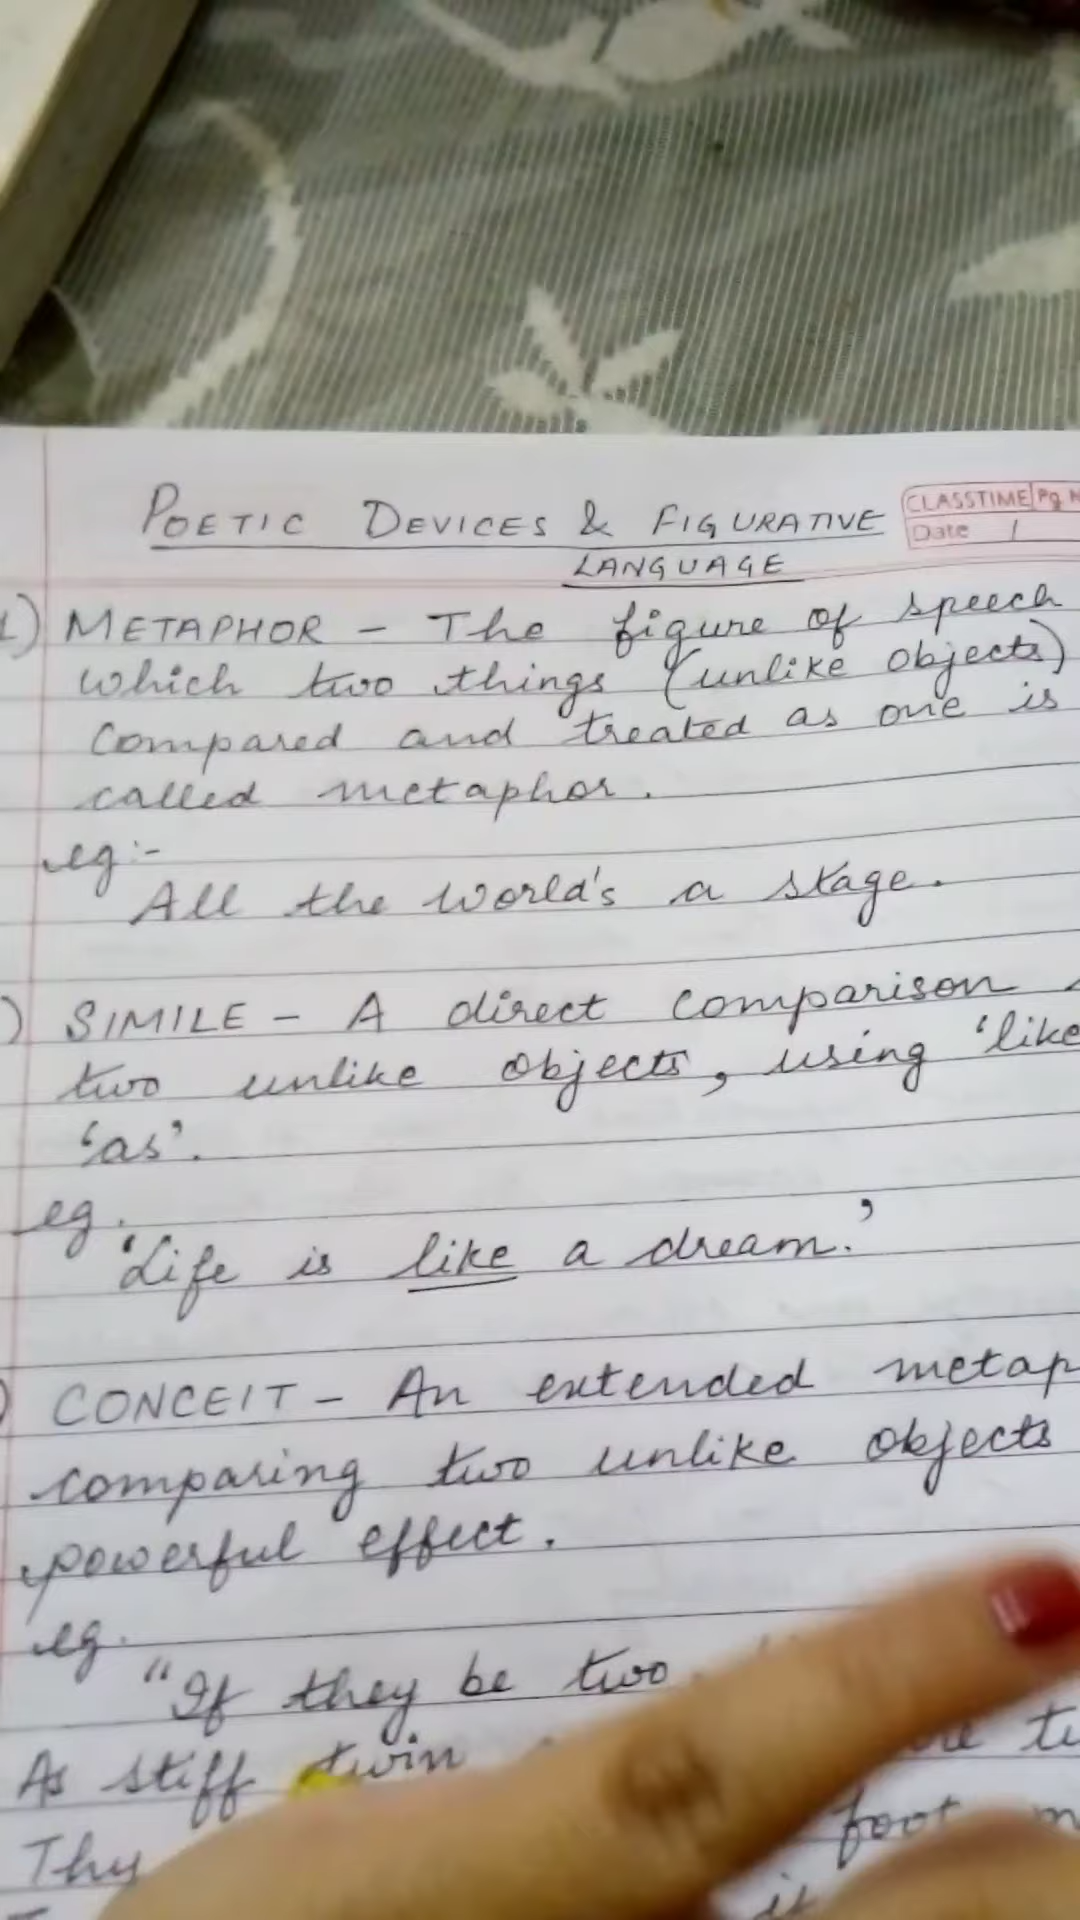 POETIC DEVICES & FIGURATIVE
LANGUAGE
CLASSTIME Pg. N
Date /
1) METAPHOR - The figure of speech
which two things (unlike objects)
compared and treated as one is
called metaphor.
eg:-
All the world's a stage.
) SIMILE - A direct comparison
two unlike objects, using 'like
'as'.
eg.
'Life is like a dream.'
) CONCEIT - An extended metap
comparing two unlike objects
powerful effect.
eg.
"If they be two
As stiff twin
Thy foot